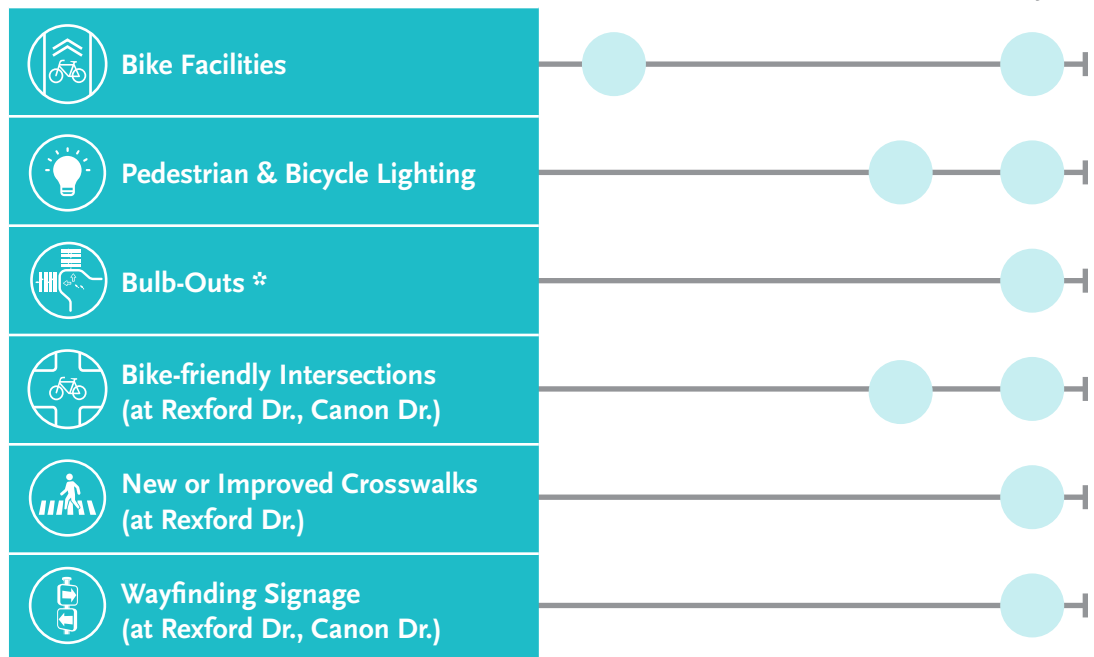 Bike Facilities
Pedestrian & Bicycle Lighting
Bulb-Outs *
Bike-friendly Intersections
(at Rexford Dr., Canon Dr.)
New or Improved Crosswalks
(at Rexford Dr.)
Wayfinding Signage
(at Rexford Dr., Canon Dr.)